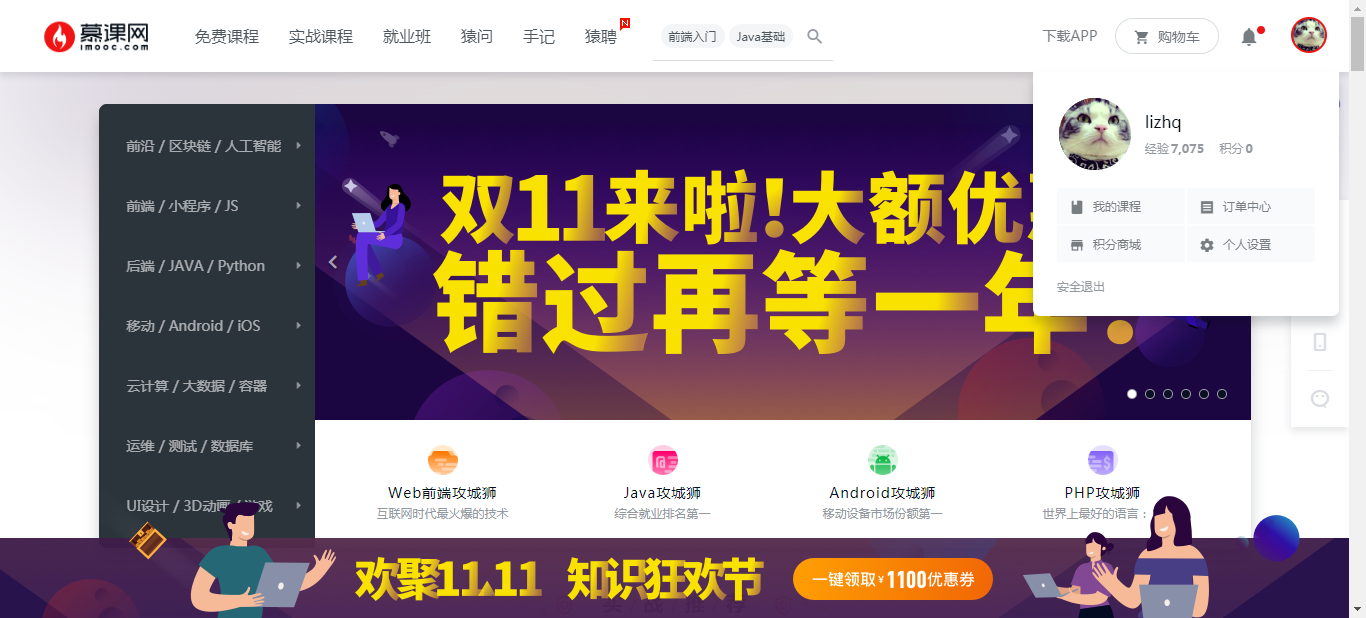 慕课网
imooc.com
免费课程 实战课程 就业班 猿问 手记 猿聘 N
前端入门 Java基础
下载APP 购物车
lizhq
经验7,075 积分0
我的课程 订单中心
积分商城 个人设置
安全退出
前沿 / 区块链 / 人工智能
前端 / 小程序 / JS
后端 / JAVA / Python
移动 / Android / iOS
云计算 / 大数据 / 容器
运维 / 测试 / 数据库
UI设计 / 3D动画 / 游戏
双11来啦!大额优
错过再等一年
Web前端攻城狮
互联网时代最火爆的技术
Java攻城狮
综合就业排名第一
Android攻城狮
移动设备市场份额第一
PHP攻城狮
世界上最好的语言：
欢聚11.11 知识狂欢节
一键领取¥1100优惠券
实战推荐